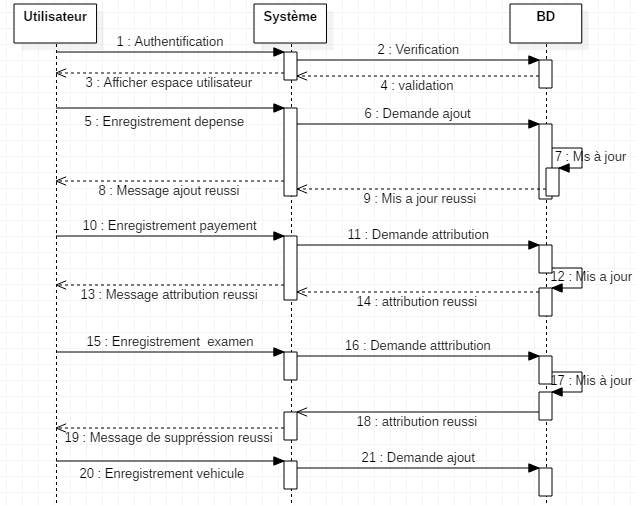 Utilisateur
Système
BD
1 : Authentification
2 : Verification
3 : Afficher espace utilisateur
4 : validation
5 : Enregistrement depense
6 : Demande ajout
7 : Ms à jour
8 : Message ajout reussi
9 : Mis a jour reussi
10 : Enregistrement payement
11 : Demande attribution
12 : Mis a jour
13 : Message attribution reussi
14 : attribution reussi
15 : Enregistrement  examen
16 : Demande atttribution
17 : Mis à jour
18 : attribution reussi
19 : Message de suppréssion reussi
20 : Enregistrement vehicule
21 : Demande ajout